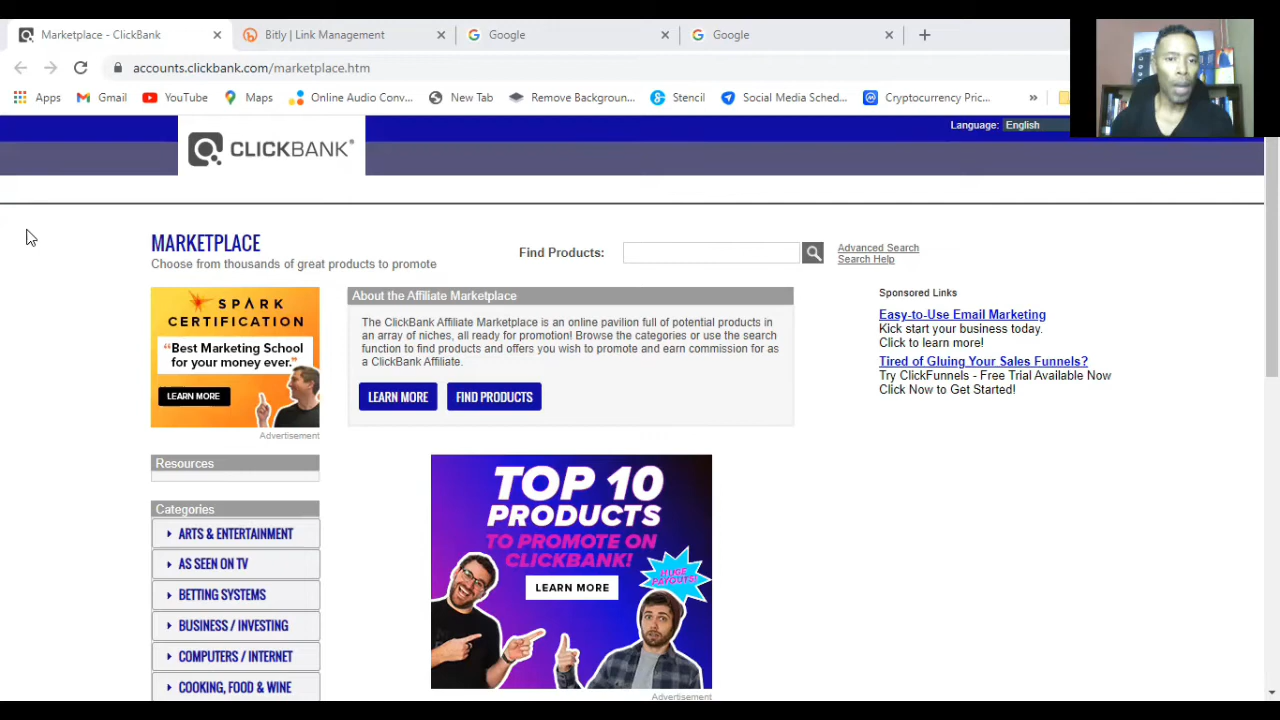 Marketplace - ClickBank
Bitly | Link Management
Google
Google
accounts.clickbank.com/marketplace.htm
Apps
Gmail
YouTube
Maps
Online Audio Conv...
New Tab
Remove Backgroun...
Stencil
Social Media Sched...
Cryptocurrency Pric...
Language: English
CLICKBANK®
MARKETPLACE
Choose from thousands of great products to promote
Find Products:
Advanced Search
Search Help
SPARK
CERTIFICATION
“Best Marketing School
for your money ever.”
LEARN MORE
Advertisement
About the Affiliate Marketplace
The ClickBank Affiliate Marketplace is an online pavilion full of potential products in
an array of niches, all ready for promotion! Browse the categories or use the search
function to find products and offers you wish to promote and earn commission for as
a ClickBank Affiliate.
LEARN MORE
FIND PRODUCTS
Sponsored Links
Easy-to-Use Email Marketing
Kick start your business today.
Click to learn more!
Tired of Gluing Your Sales Funnels?
Try ClickFunnels - Free Trial Available Now
Click Now to Get Started!
Resources
Categories
ARTS & ENTERTAINMENT
AS SEEN ON TV
BETTING SYSTEMS
BUSINESS / INVESTING
COMPUTERS / INTERNET
COOKING, FOOD & WINE
TOP 10
PRODUCTS
TO PROMOTE ON
CLICKBANK!
LEARN MORE
HUGE
PAYOUTS!
Advertisement